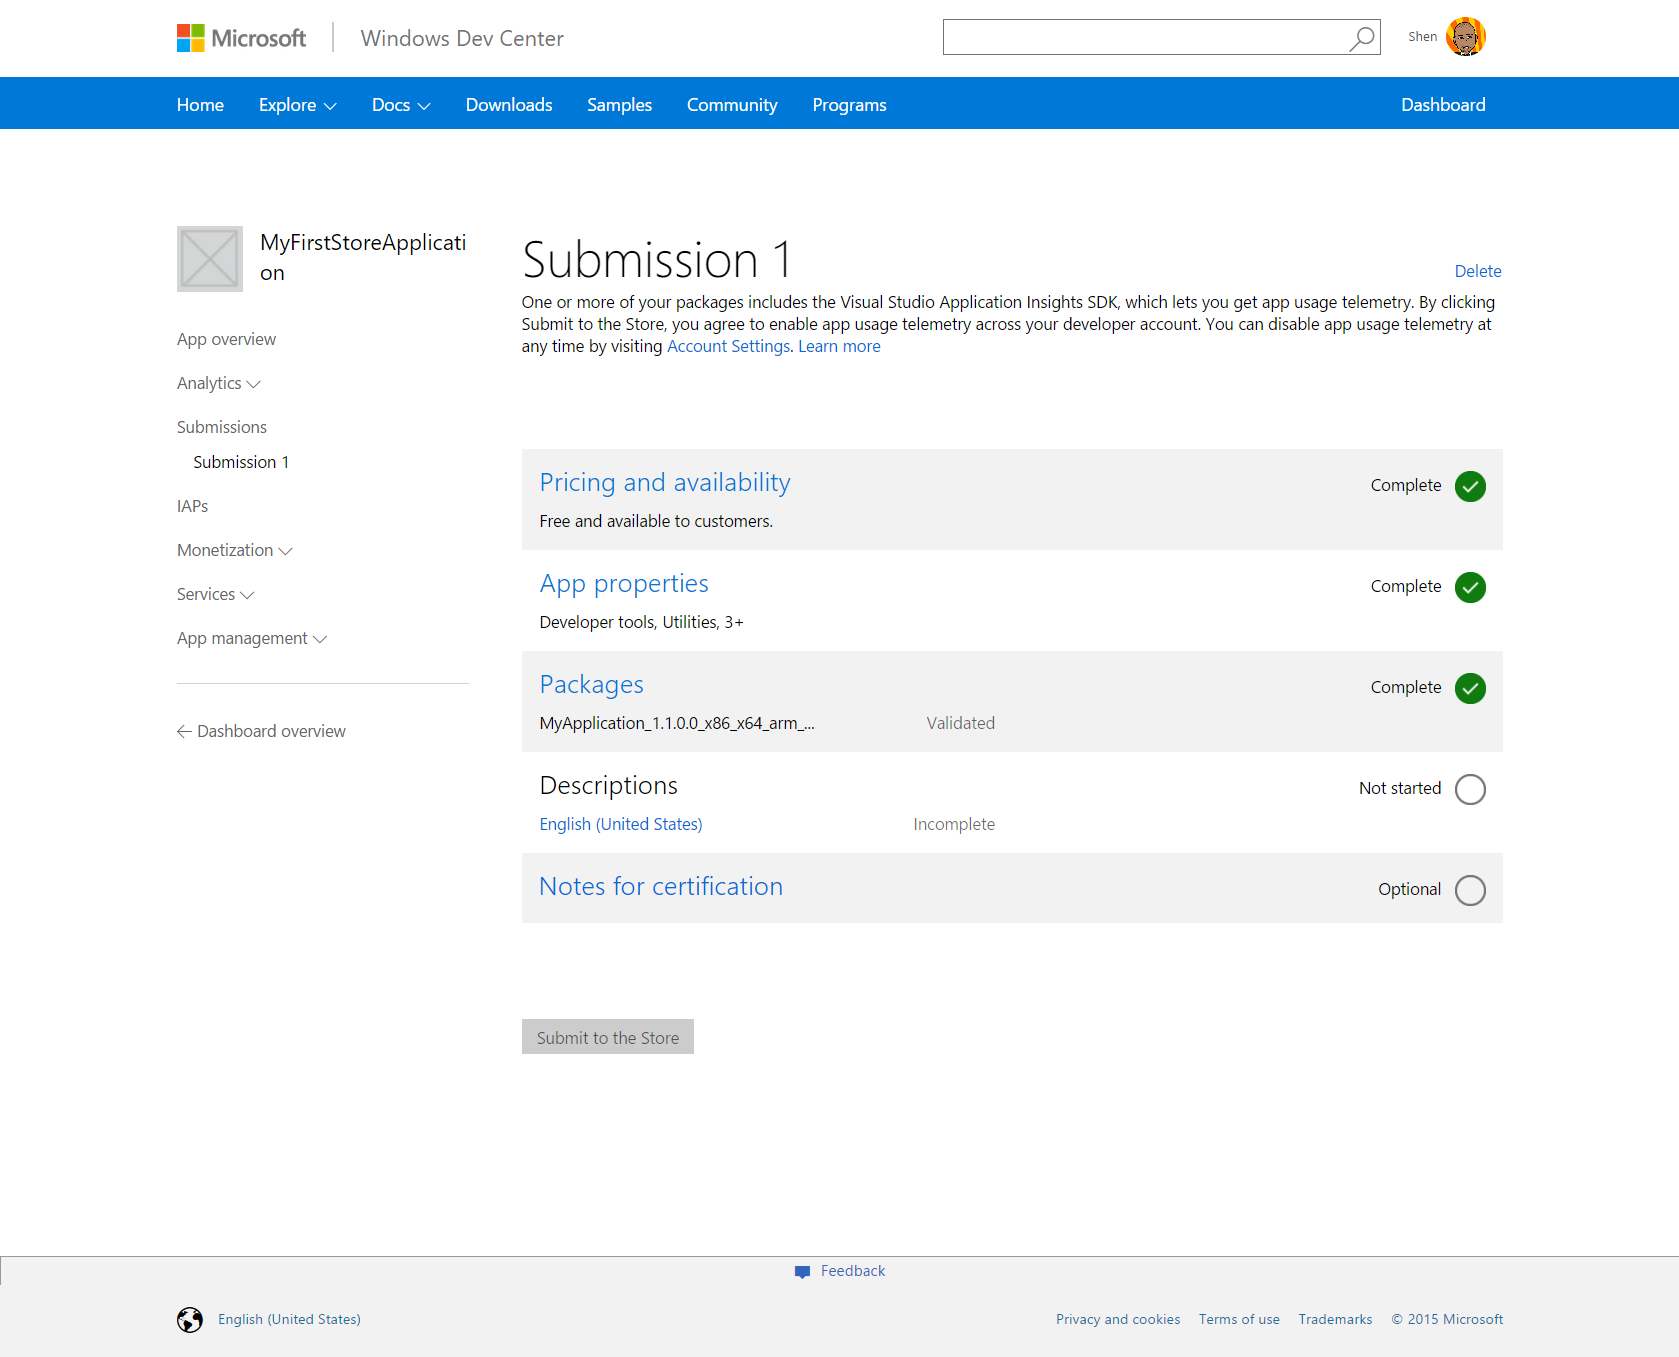 Microsoft
Windows Dev Center
Shen
Home
Explore
Docs
Downloads
Samples
Community
Programs
Dashboard
MyFirstStoreApplicati
on
App overview
Analytics
Submissions
Submission 1
IAPs
Monetization
Services
App management
Dashboard overview
Submission 1
Delete
One or more of your packages includes the Visual Studio Application Insights SDK, which lets you get app usage telemetry. By clicking
Submit to the Store, you agree to enable app usage telemetry across your developer account. You can disable app usage telemetry at
any time by visiting Account Settings. Learn more
Pricing and availability
Complete
Free and available to customers.
App properties
Complete
Developer tools, Utilities, 3+
Packages
Complete
MyApplication_1.1.0.0_x86_x64_arm_...
Validated
Descriptions
Not started
English (United States)
Incomplete
Notes for certification
Optional
Submit to the Store
Feedback
English (United States)
Privacy and cookies
Terms of use
Trademarks
© 2015 Microsoft